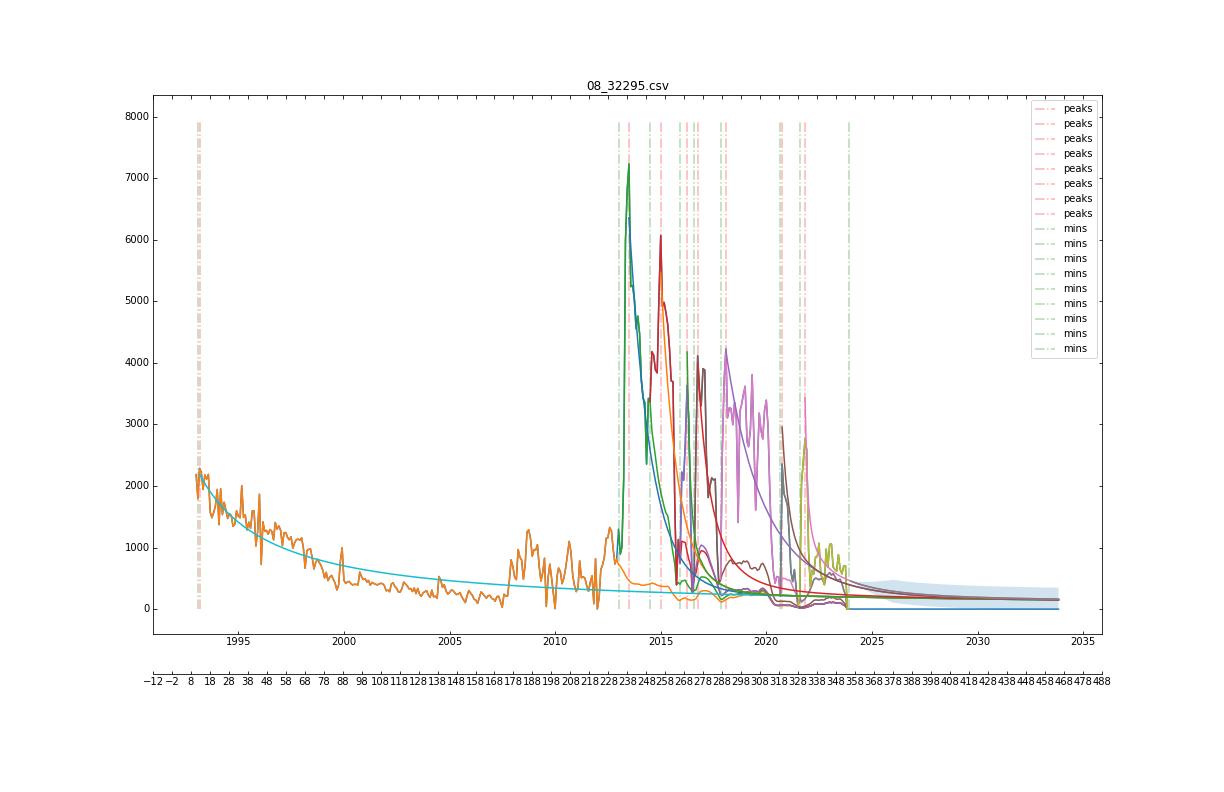 08_32295.csv
8000
7000
6000
5000
4000
3000
2000
1000
0
peaks
peaks
peaks
peaks
peaks
peaks
peaks
peaks
mins
mins
mins
mins
mins
mins
mins
mins
mins
1995 2000 2005 2010 2015 2020 2025 2030 2035
−12 −2 8 18 28 38 48 58 68 78 88 98 108 118 128 138 148 158 168 178 188 198 208 218 228 238 248 258 268 278 288 298 308 318 328 338 348 358 368 378 388 398 408 418 428 438 448 458 468 478 488